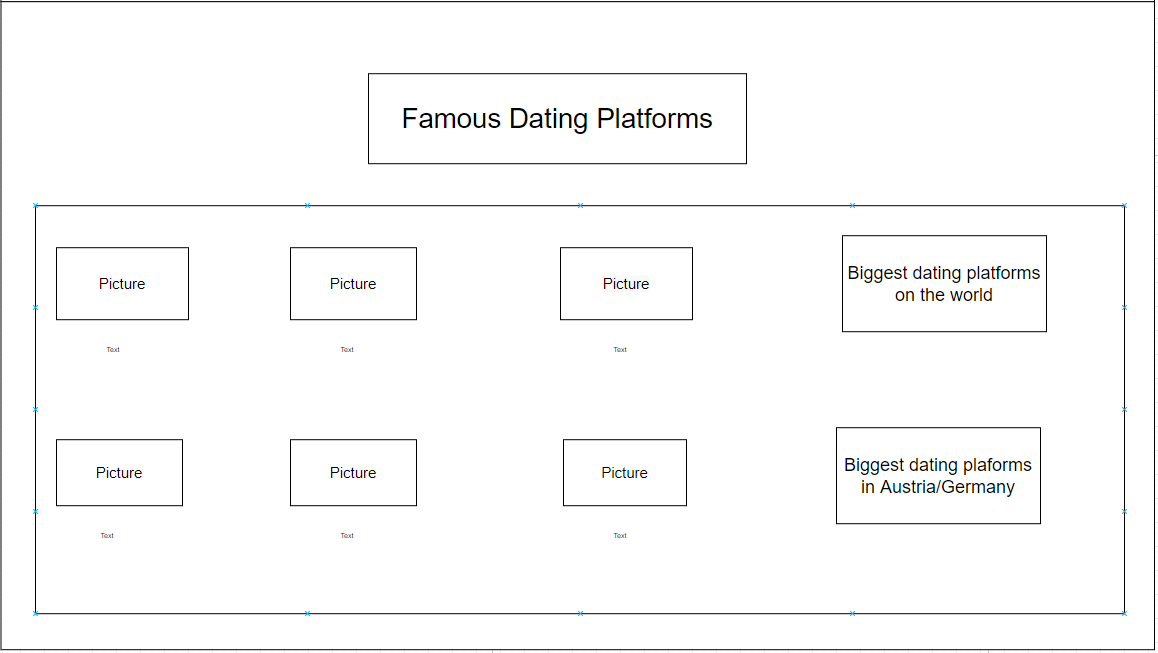 Famous Dating Platforms
Picture
Picture
Picture
Biggest dating platforms
on the world
Text
Text
Text
Picture
Picture
Picture
Biggest dating plaforms
in Austria/Germany
Text
Text
Text